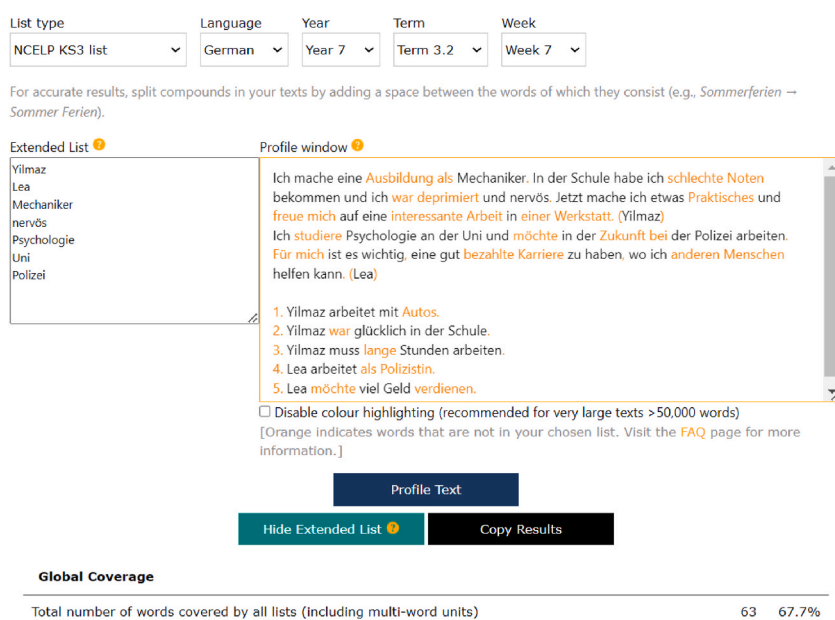 List type Language Year Term Week
NCELP KS3 list German Year 7 Term 3.2 Week 7
For accurate results, split compounds in your texts by adding a space between the words of which they consist (e.g., Sommerferien →
Sommer Ferien).
Extended List ?
Yilmaz
Lea
Mechaniker
nervös
Psychologie
Uni
Polizei
Profile window ?
Ich mache eine Ausbildung als Mechaniker. In der Schule habe ich schlechte Noten
bekommen und ich war deprimiert und nervös. Jetzt mache ich etwas Praktisches und
freue mich auf eine interessante Arbeit in einer Werkstatt. (Yilmaz)
Ich studiere Psychologie an der Uni und möchte in der Zukunft bei der Polizei arbeiten.
Für mich ist es wichtig, eine gut bezahlte Karriere zu haben, wo ich anderen Menschen
helfen kann. (Lea)
1. Yilmaz arbeitet mit Autos.
2. Yilmaz war glücklich in der Schule.
3. Yilmaz muss lange Stunden arbeiten.
4. Lea arbeitet als Polizistin.
5. Lea möchte viel Geld verdienen.
Disable colour highlighting (recommended for very large texts >50,000 words)
[Orange indicates words that are not in your chosen list. Visit the FAQ page for more
information.]
Profile Text
Hide Extended List ? Copy Results
Global Coverage
Total number of words covered by all lists (including multi-word units) 63 67.7%